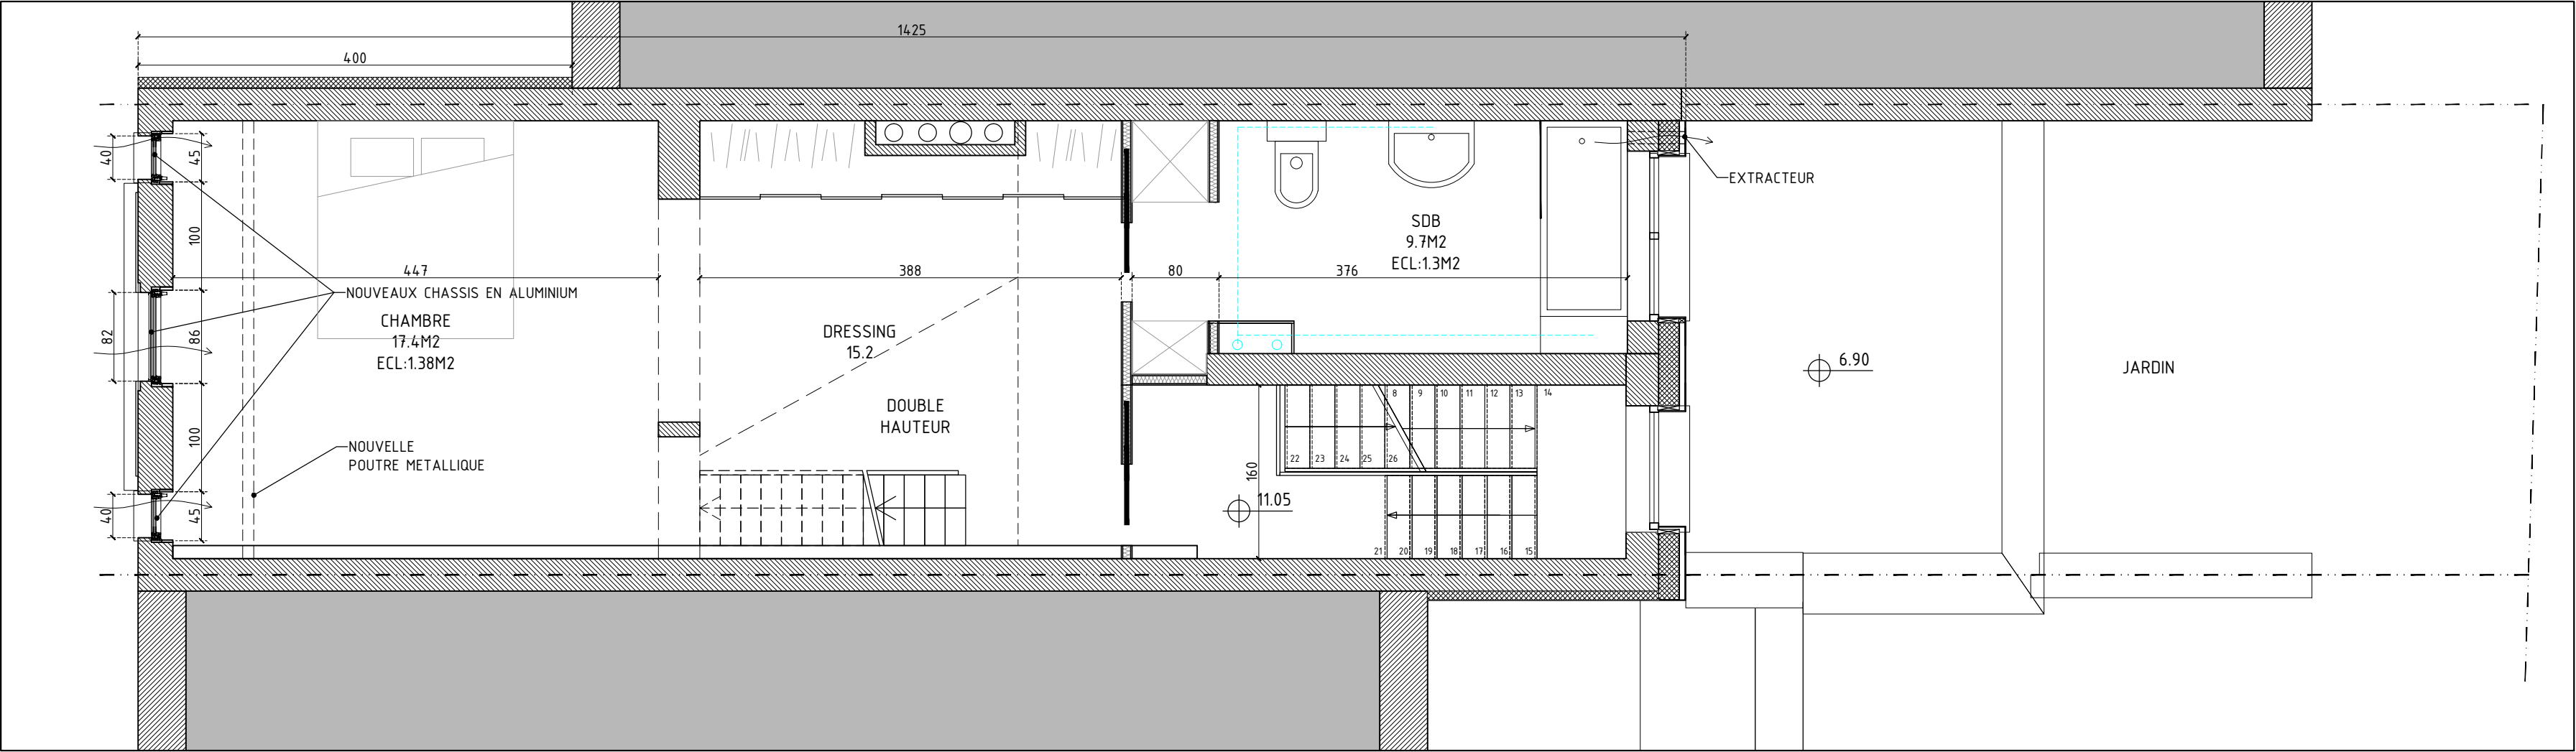 1425
400
40
45
EXTRACTEUR
100
SDB
9.7M2
ECL:1.3M2
447
388
80
376
NOUVEAUX CHASSIS EN ALUMINIUM
82
86
CHAMBRE
17.4M2
ECL:1.38M2
DRESSING
15.2
6.90
JARDIN
8 9 10 11 12 13 14
DOUBLE
HAUTEUR
100
NOUVELLE
POUTRE METALLIQUE
22 23 24 25 26
160
11.05
40
45
21 20 19 18 17 16 15